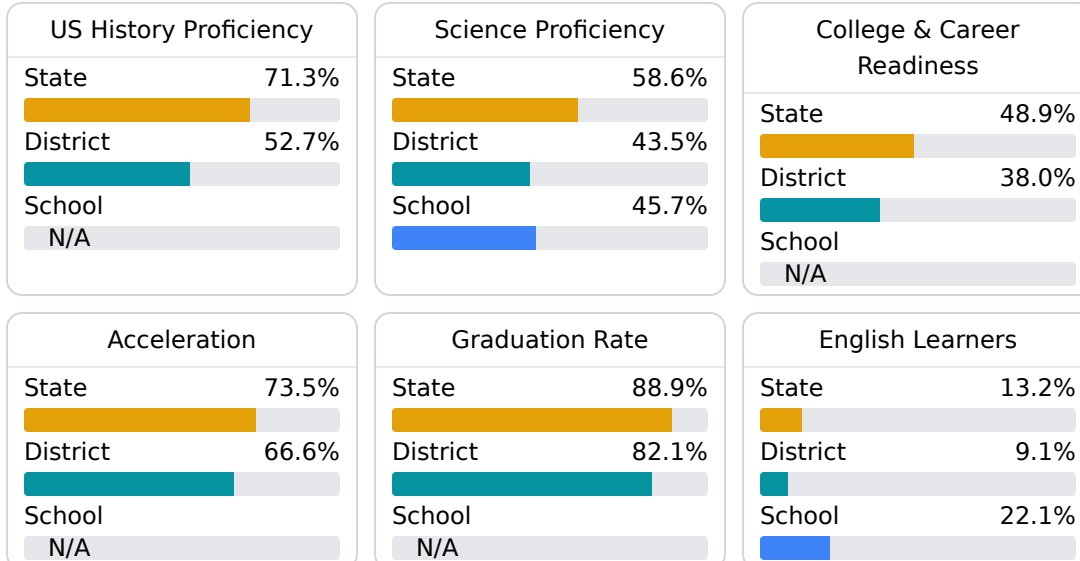 US History Proficiency
State 71.3%
District 52.7%
School
N/A
Science Proficiency
State 58.6%
District 43.5%
School 45.7%
College & Career
Readiness
State 48.9%
District 38.0%
School
N/A
Acceleration
State 73.5%
District 66.6%
School
N/A
Graduation Rate
State 88.9%
District 82.1%
School
N/A
English Learners
State 13.2%
District 9.1%
School 22.1%